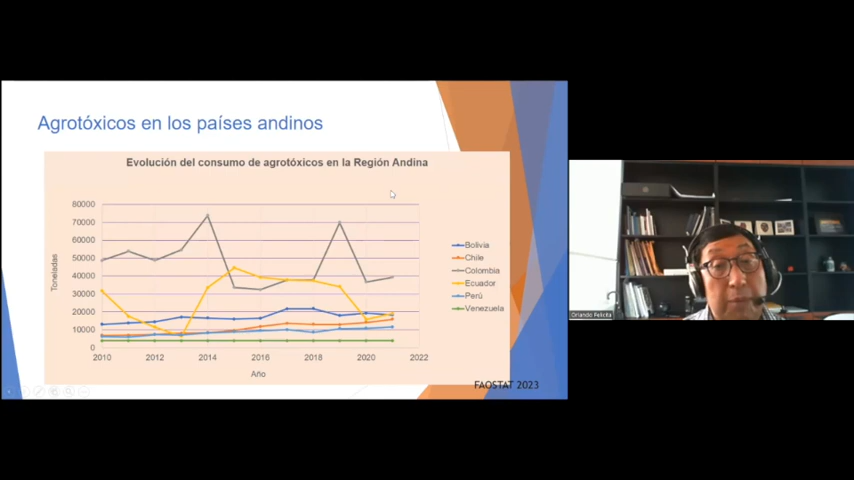 Agrotóxicos en los países andinos
Evolución del consumo de agrotóxicos en la Región Andina
80000
70000
60000
50000
40000
30000
20000
10000
0
Toneladas
2010 2012 2014 2016 2018 2020 2022
Año
Bolivia
Chile
Colombia
Ecuador
Perú
Venezuela
FAOSTAT 2023
Orlando Felicita